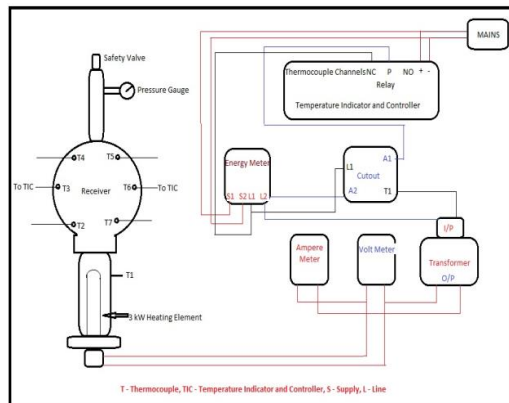 MAINS
Safety Valve
Pressure Gauge
Thermocouple Channels NC P NO + -
Relay
Temperature Indicator and Controller
T4 T5
To TIC T3 Receiver T6 To TIC
T2 T7
T1
3 kW Heating Element
Energy Meter
S1 S2 L1 L2
L1 A1
Cutout
A2 T1
Ampere
Meter
Volt Meter
I/P
Transformer
O/P
T - Thermocouple, TIC - Temperature Indicator and Controller, S - Supply, L - Line